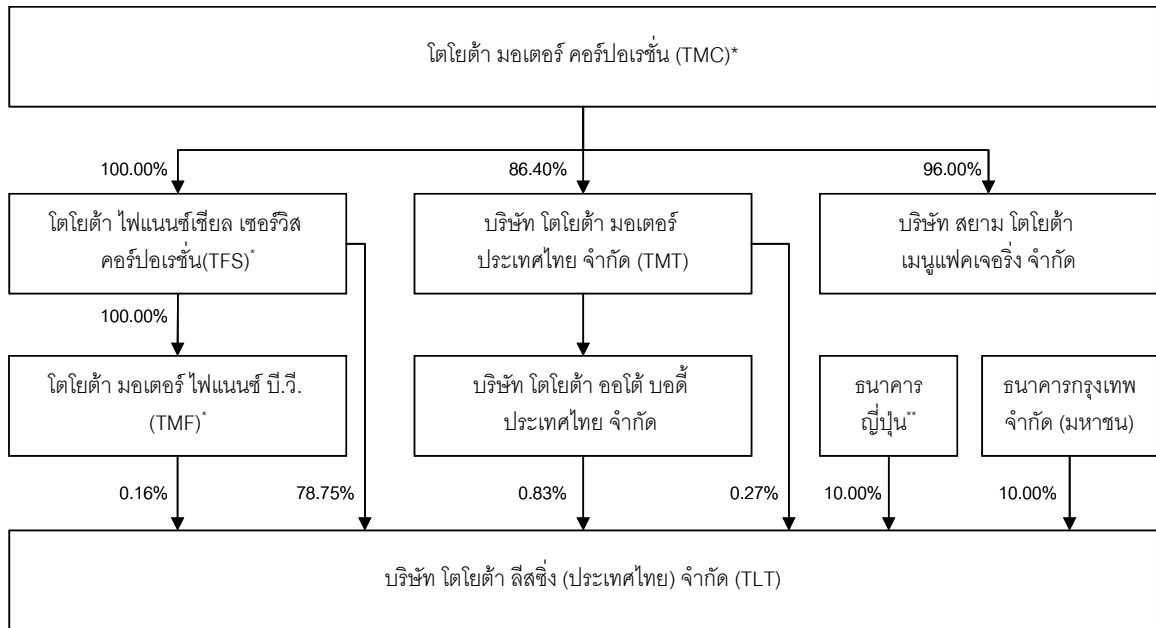 โตโยต้า มอเตอร์ คอร์ปอเรชั่น (TMC)*
100.00%
86.40%
96.00%
โตโยต้า ไฟแนนซ์เชียล เซอร์วิส
คอร์ปอเรชั่น(TFS)*
บริษัท โตโยต้า มอเตอร์
ประเทศไทย จำกัด (TMT)
บริษัท สยาม โตโยต้า
เมนูแฟคเจอริ่ง จำกัด
100.00%
โตโยต้า มอเตอร์ ไฟแนนซ์ บี.วี.
(TMF)*
บริษัท โตโยต้า ออโต้ บอดี้
ประเทศไทย จำกัด
ธนาคาร
ญี่ปุ่น**
ธนาคารกรุงเทพ
จำกัด (มหาชน)
0.16%
78.75%
0.83%
0.27%
10.00%
10.00%
บริษัท โตโยต้า ลีสซิ่ง (ประเทศไทย) จำกัด (TLT)